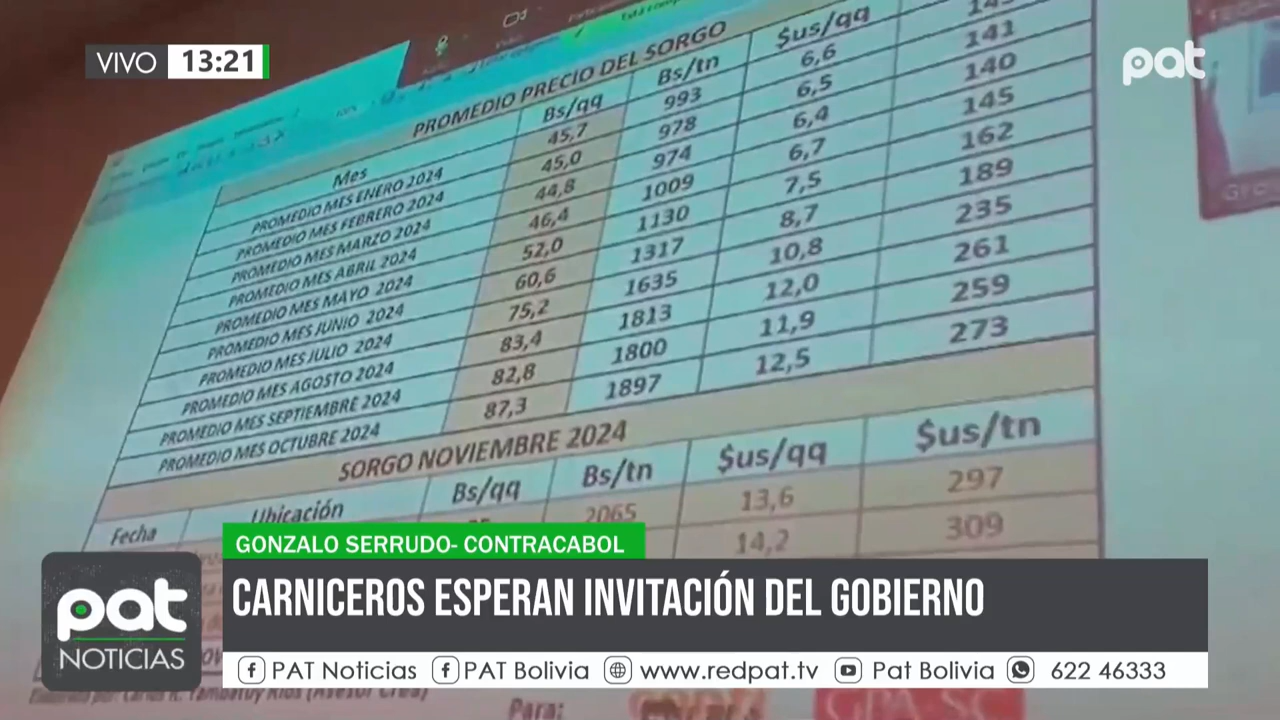 VIVO 13:21
pat
PROMEDIO PRECIO DEL SORGO
Mes Bs/qq Bs/tn $us/qq
PROMEDIO MES ENERO 2024 45,7 993 6,6
PROMEDIO MES FEBRERO 2024 45,0 978 6,5 141
PROMEDIO MES MARZO 2024 44,8 974 6,4 140
PROMEDIO MES ABRIL 2024 46,4 1009 6,7 145
PROMEDIO MES MAYO 2024 52,0 1130 7,5 162
PROMEDIO MES JUNIO 2024 60,6 1317 8,7 189
PROMEDIO MES JULIO 2024 75,2 1635 10,8 235
PROMEDIO MES AGOSTO 2024 83,4 1813 12,0 261
PROMEDIO MES SEPTIEMBRE 2024 82,8 1800 11,9 259
PROMEDIO MES OCTUBRE 2024 87,3 1897 12,5 273
SORGO NOVIEMBRE 2024
Fecha Ubicación Bs/qq Bs/tn $us/qq $us/tn
2065 13,6 297
14,2 309
GONZALO SERRUDO- CONTRACABOL
CARNICEROS ESPERAN INVITACIÓN DEL GOBIERNO
pat
NOTICIAS
PAT Noticias PAT Bolivia www.redpat.tv Pat Bolivia 622 46333
Para: